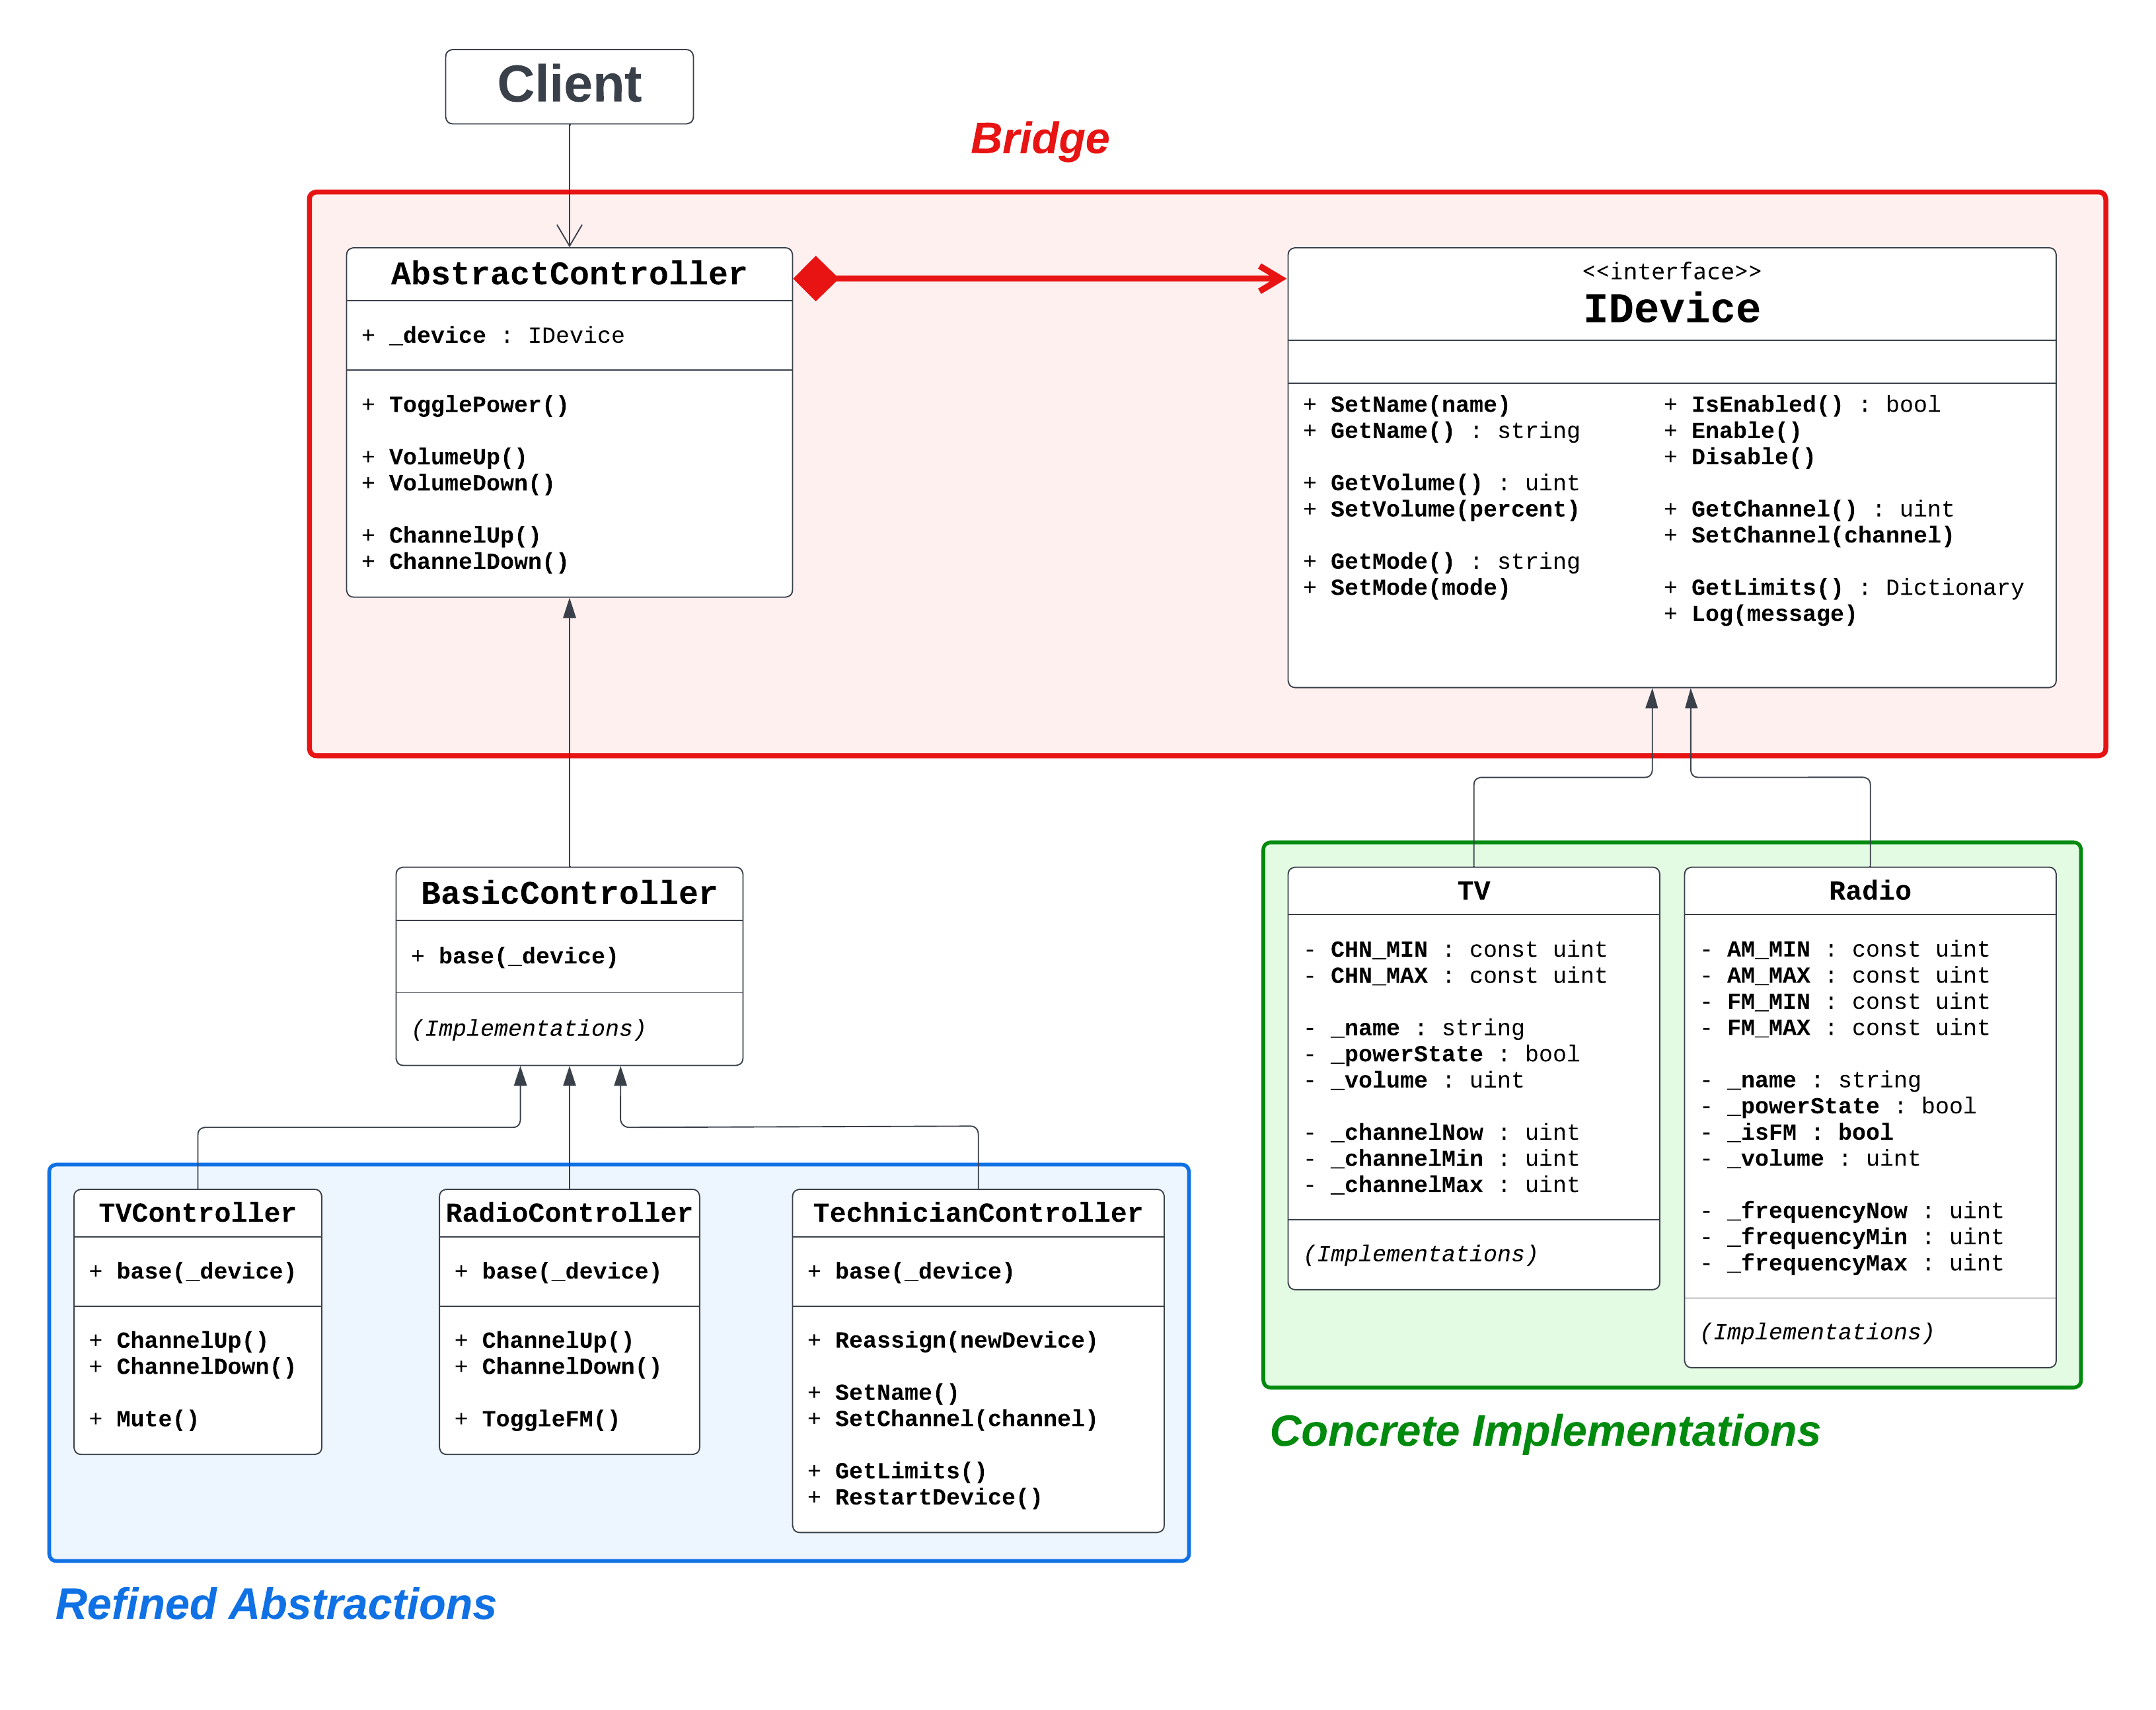 Client
Bridge
AbstractController
+ _device : IDevice
+ TogglePower()
+ VolumeUp()
+ VolumeDown()
+ ChannelUp()
+ ChannelDown()
<<interface>>
IDevice
+ SetName(name)
+ GetName() : string
+ GetVolume() : uint
+ SetVolume(percent)
+ GetMode() : string
+ SetMode(mode)
+ IsEnabled() : bool
+ Enable()
+ Disable()
+ GetChannel() : uint
+ SetChannel(channel)
+ GetLimits() : Dictionary
+ Log(message)
BasicController
+ base(_device)
(Implementations)
TVController
+ base(_device)
+ ChannelUp()
+ ChannelDown()
+ Mute()
RadioController
+ base(_device)
+ ChannelUp()
+ ChannelDown()
+ ToggleFM()
TechnicianController
+ base(_device)
+ Reassign(newDevice)
+ SetName()
+ SetChannel(channel)
+ GetLimits()
+ RestartDevice()
Refined Abstractions
TV
- CHN_MIN : const uint
- CHN_MAX : const uint
- _name : string
- _powerState : bool
- _volume : uint
- _channelNow : uint
- _channelMin : uint
- _channelMax : uint
(Implementations)
Radio
- AM_MIN : const uint
- AM_MAX : const uint
- FM_MIN : const uint
- FM_MAX : const uint
- _name : string
- _powerState : bool
- _isFM : bool
- _volume : uint
- _frequencyNow : uint
- _frequencyMin : uint
- _frequencyMax : uint
(Implementations)
Concrete Implementations